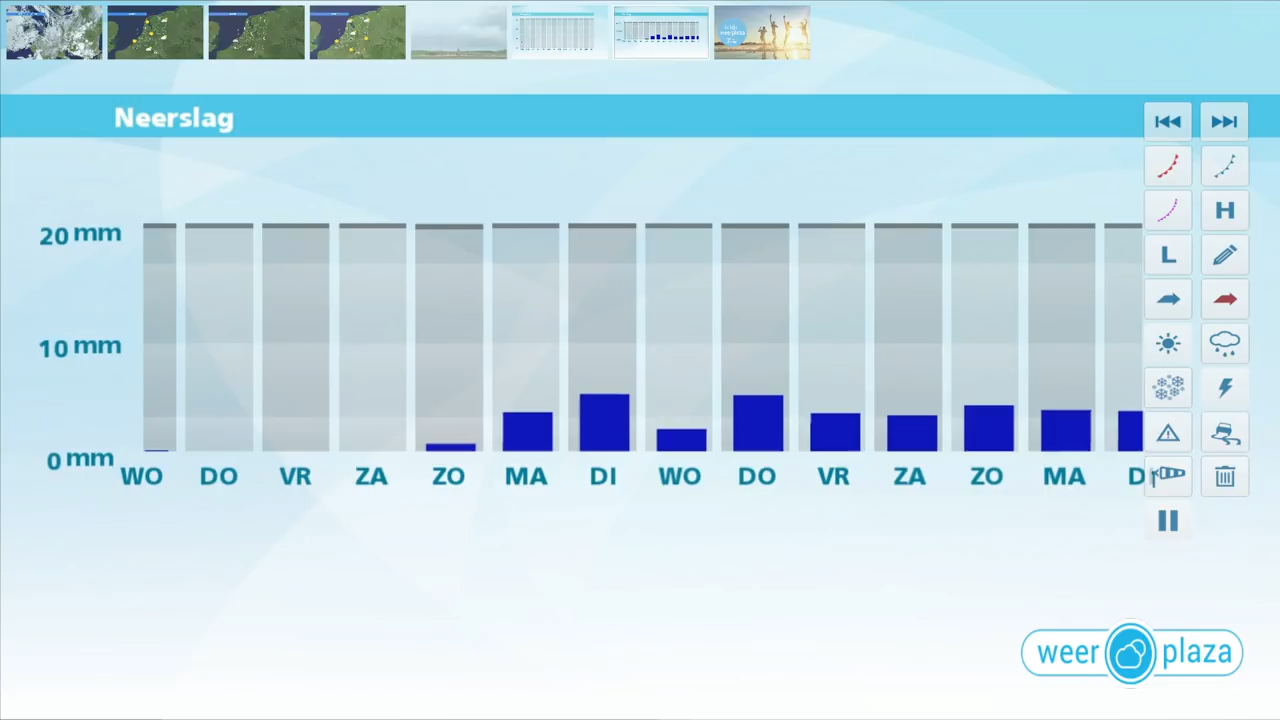 Neerslag
20 mm
10 mm
0 mm
WO DO VR ZA ZO MA DI WO DO VR ZA ZO MA D
H
L
weer plaza